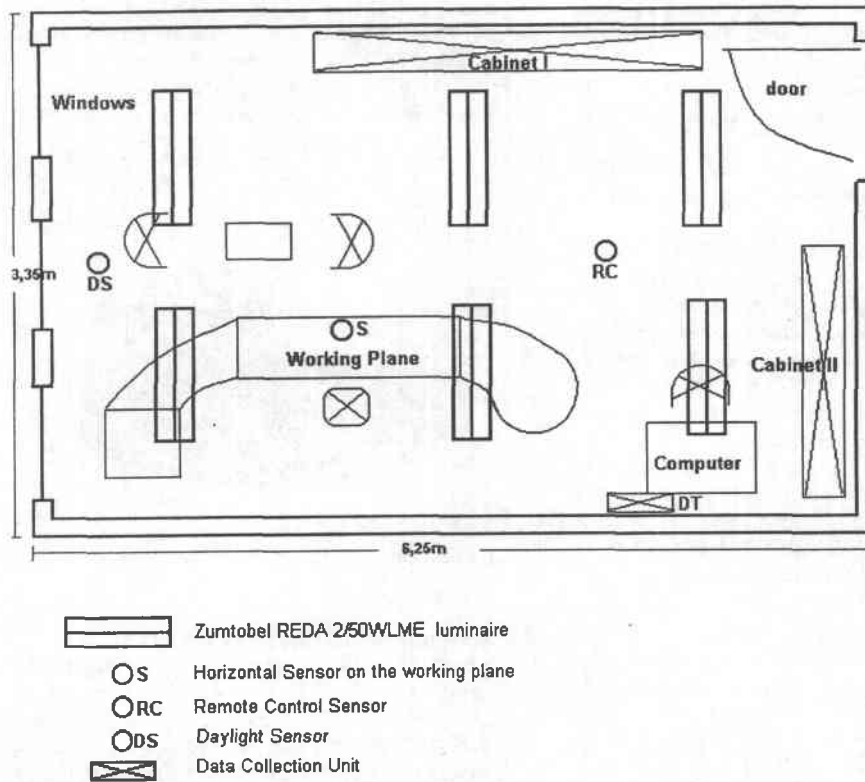 Cabinet I
door
Windows
3,35m
DS
RC
S
Working Plane
Cabinet II
Computer
DT
6,25m
Zumtobel REDA 2/50WLME luminaire
S Horizontal Sensor on the working plane
RC Remote Control Sensor
DS Daylight Sensor
Data Collection Unit